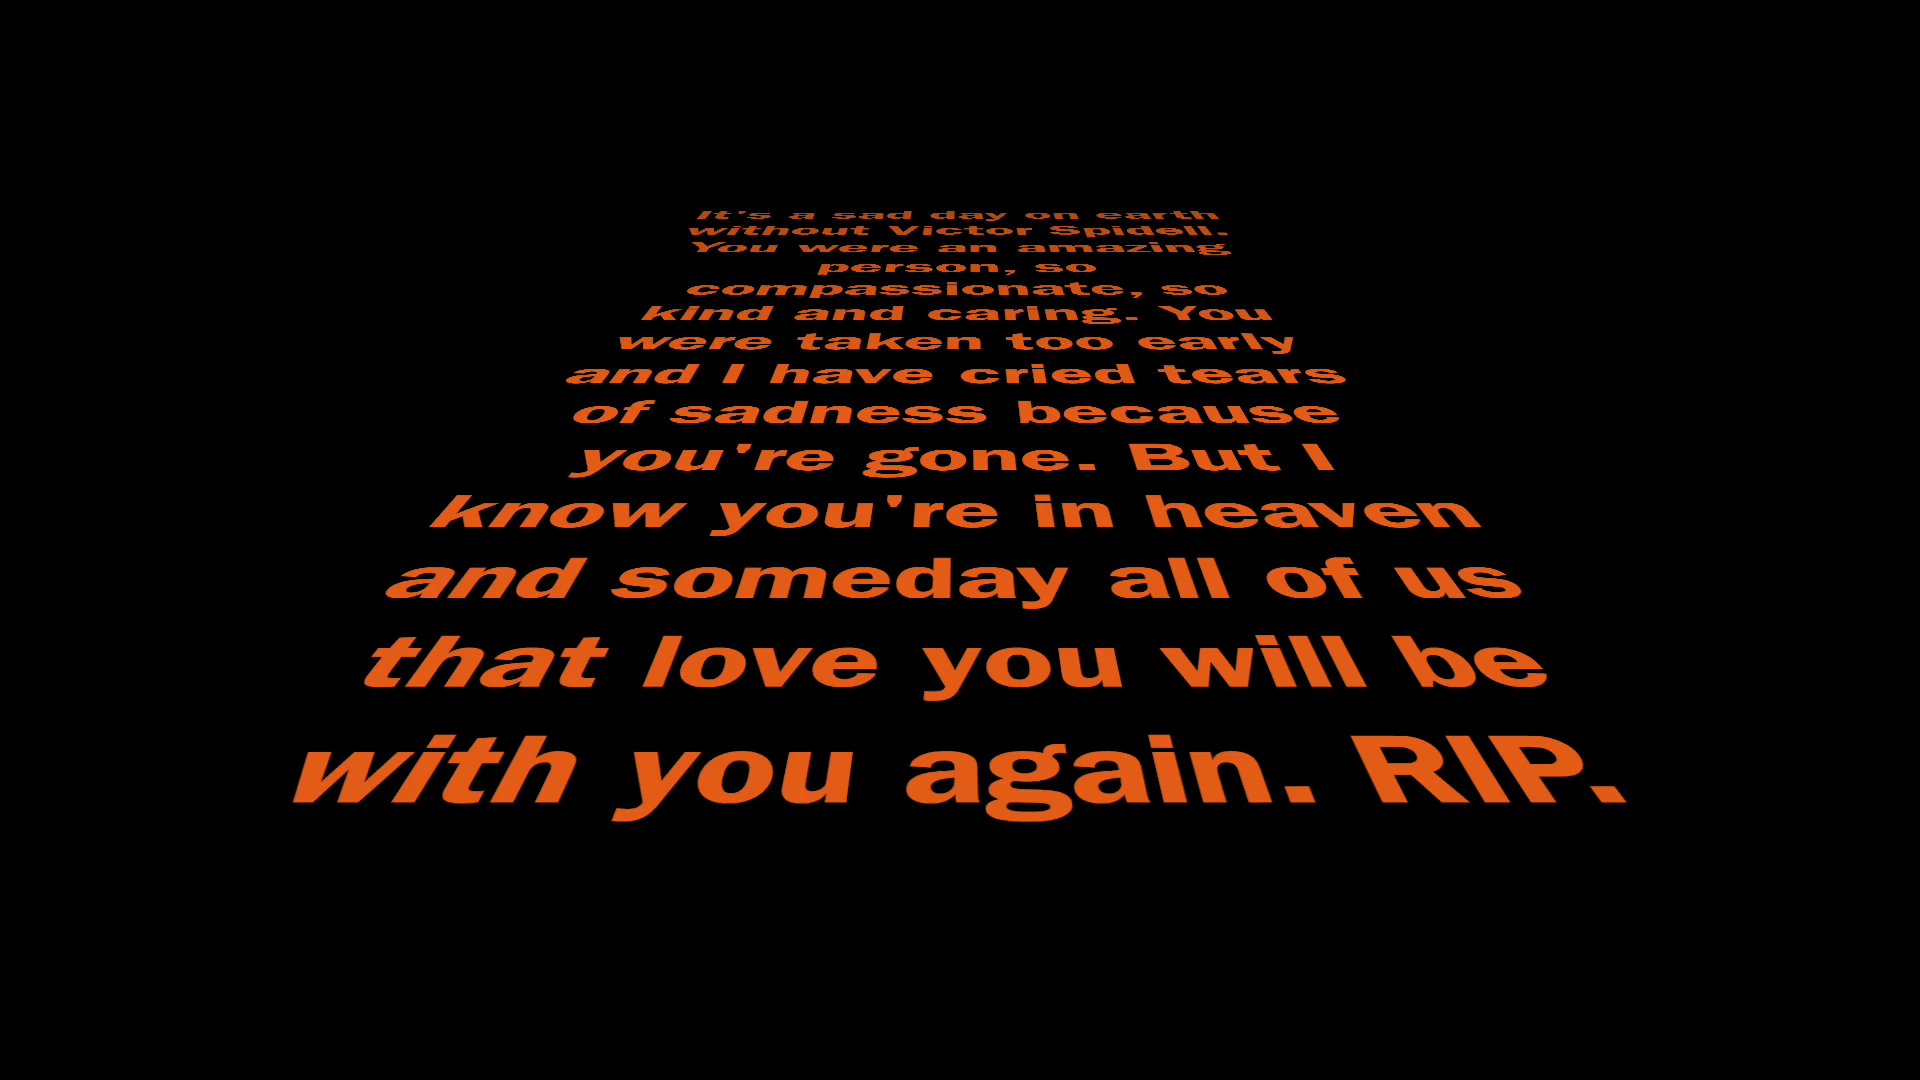 It's a sad day on earth
without Victor Spidell.
You were an amazing
person, so
compassionate, so
kind and caring. You
were taken too early
and I have cried tears
of sadness because
you're gone. But I
know you're in heaven
and someday all of us
that love you will be
with you again. RIP.